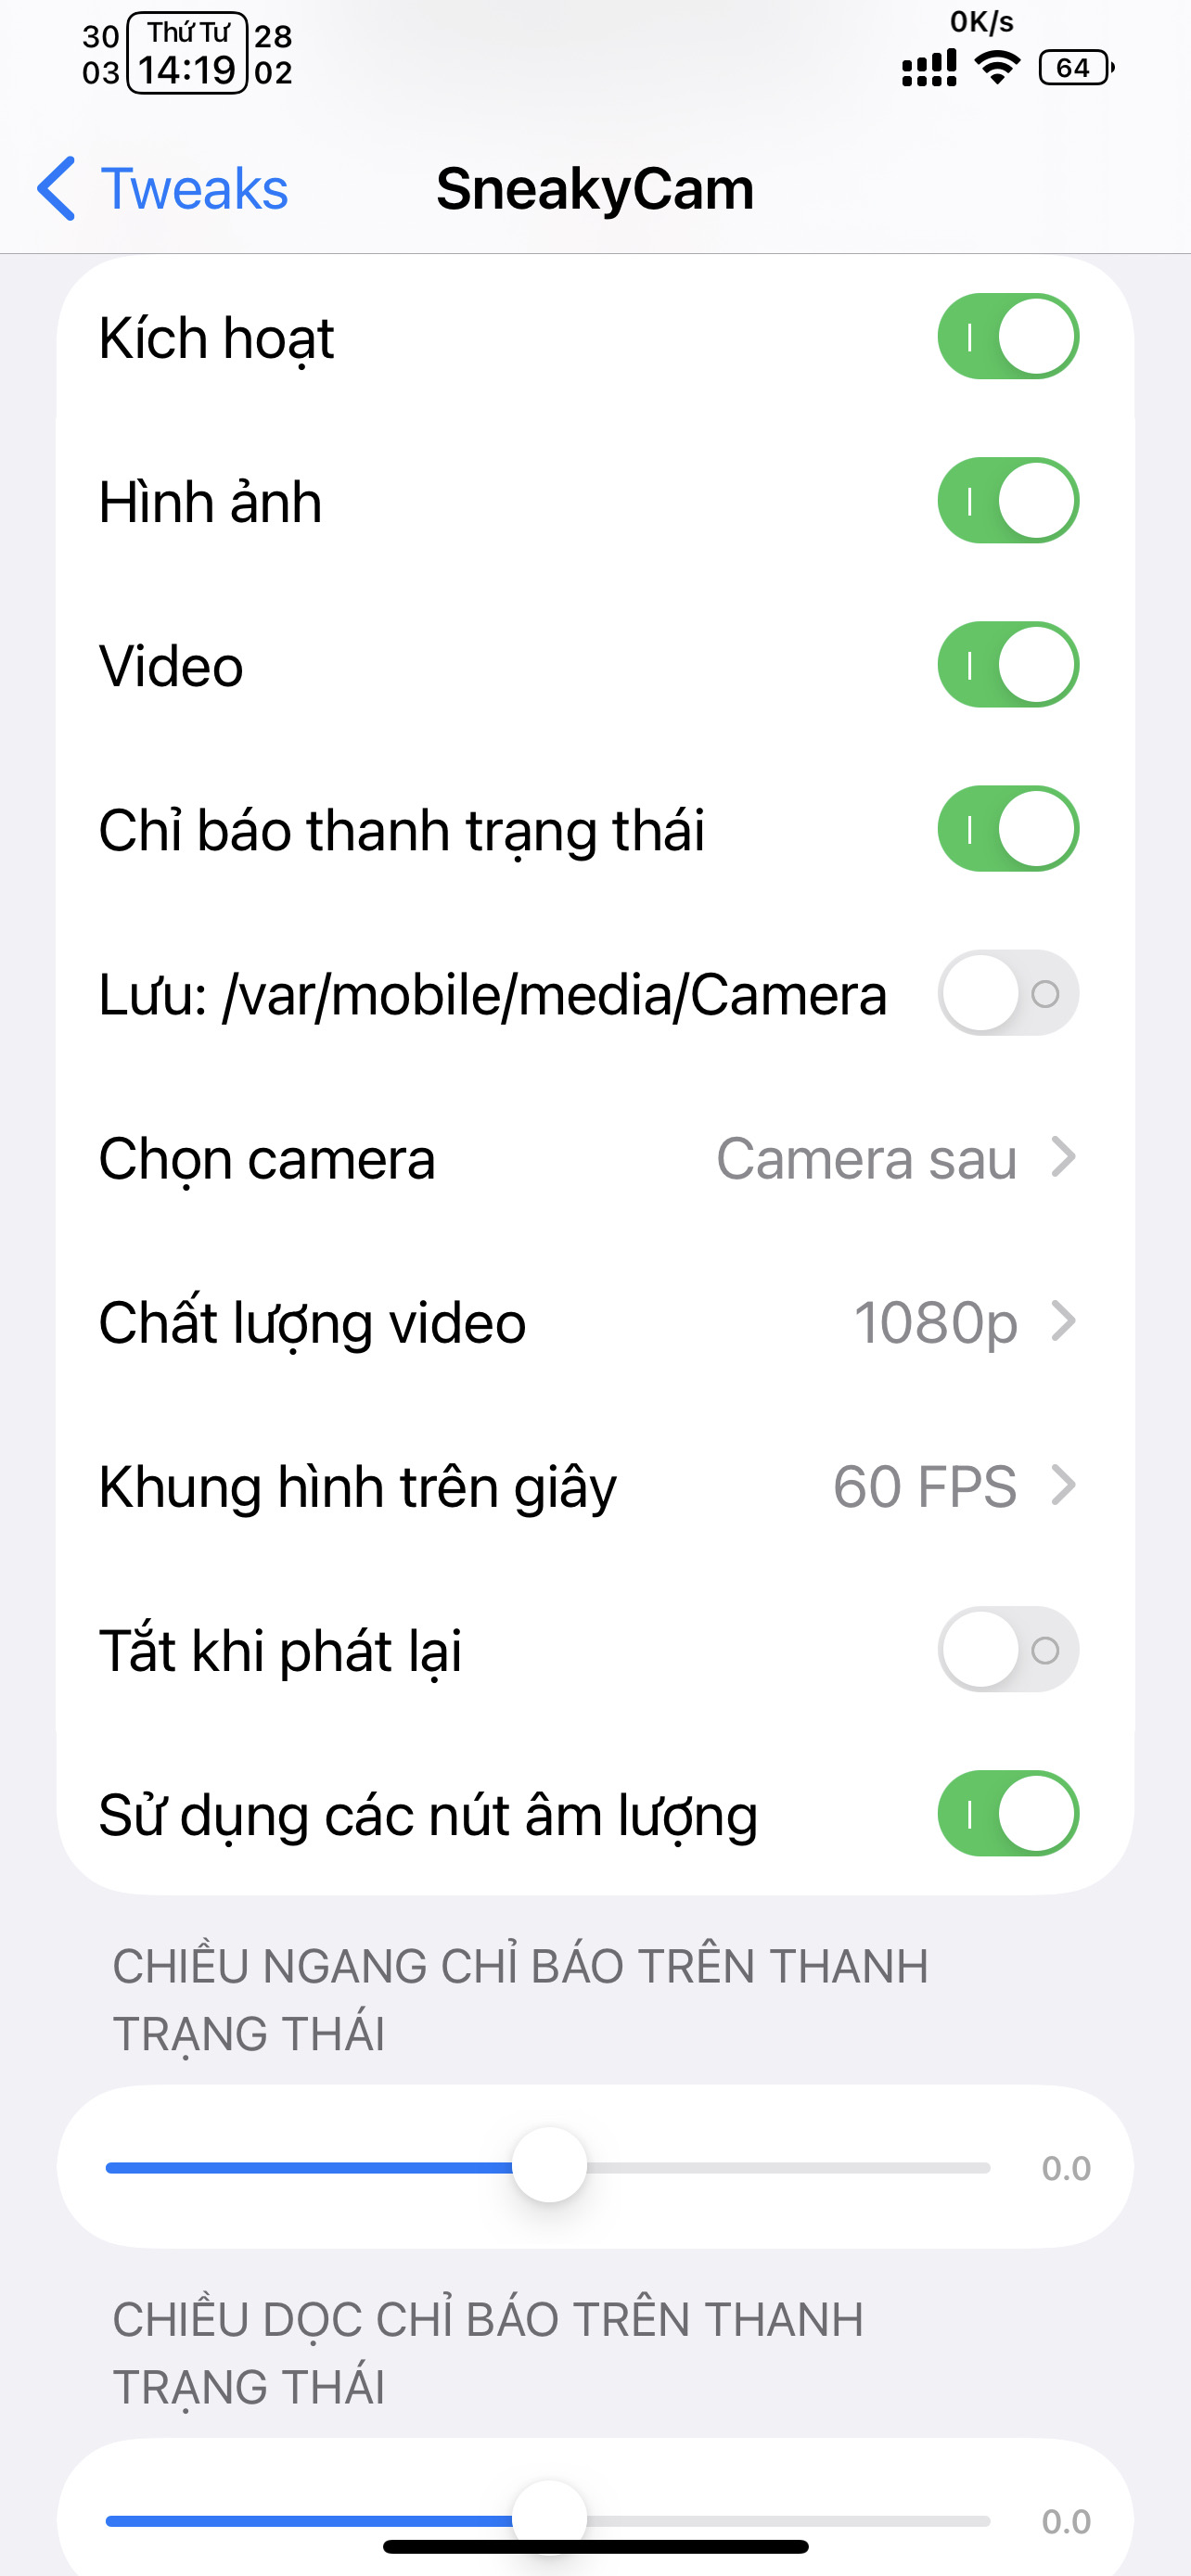 30
03
Thứ Tư
14:19
28
02
0K/s
64
Tweaks
SneakyCam
Kích hoạt
Hình ảnh
Video
Chỉ báo thanh trạng thái
Lưu: /var/mobile/media/Camera
Chọn camera Camera sau
Chất lượng video 1080p
Khung hình trên giây 60 FPS
Tắt khi phát lại
Sử dụng các nút âm lượng
CHIỀU NGANG CHỈ BÁO TRÊN THANH
TRẠNG THÁI
0.0
CHIỀU DỌC CHỈ BÁO TRÊN THANH
TRẠNG THÁI
0.0